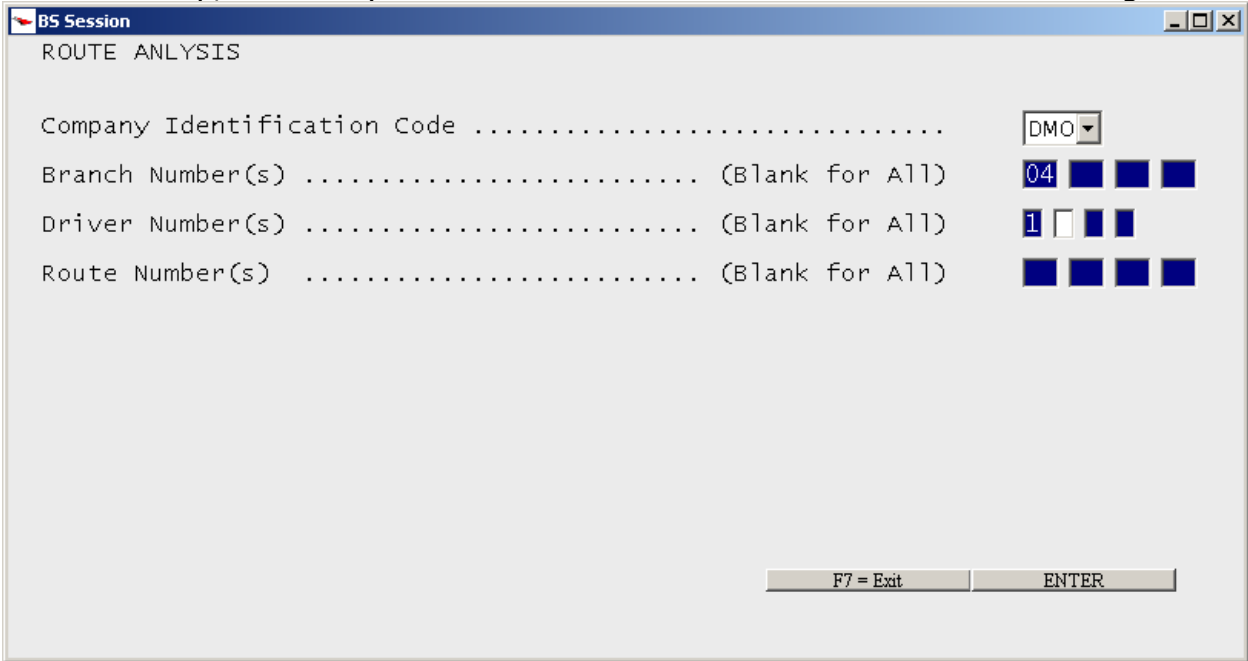 BS Session
ROUTE ANLYSIS
Company Identification Code ............................... DMO
Branch Number(s) .......................... (Blank for All) 04
Driver Number(s) .......................... (Blank for All) 1
Route Number(s) .......................... (Blank for All)
F7 = Exit ENTER